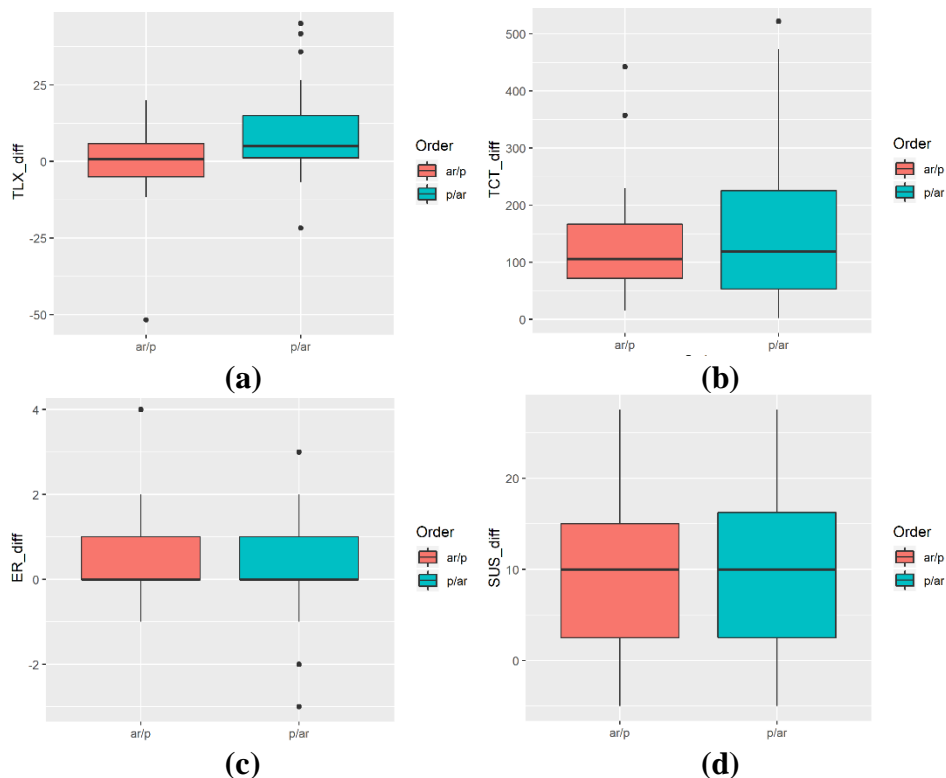 TLX_diff
25
0
-25
-50
ar/p
p/ar
Order
ar/p
p/ar
(a)
TCT_diff
500
400
300
200
100
0
ar/p
p/ar
Order
ar/p
p/ar
(b)
ER_diff
4
2
0
-2
ar/p
p/ar
Order
ar/p
p/ar
(c)
SUS_diff
20
10
0
ar/p
p/ar
Order
ar/p
p/ar
(d)